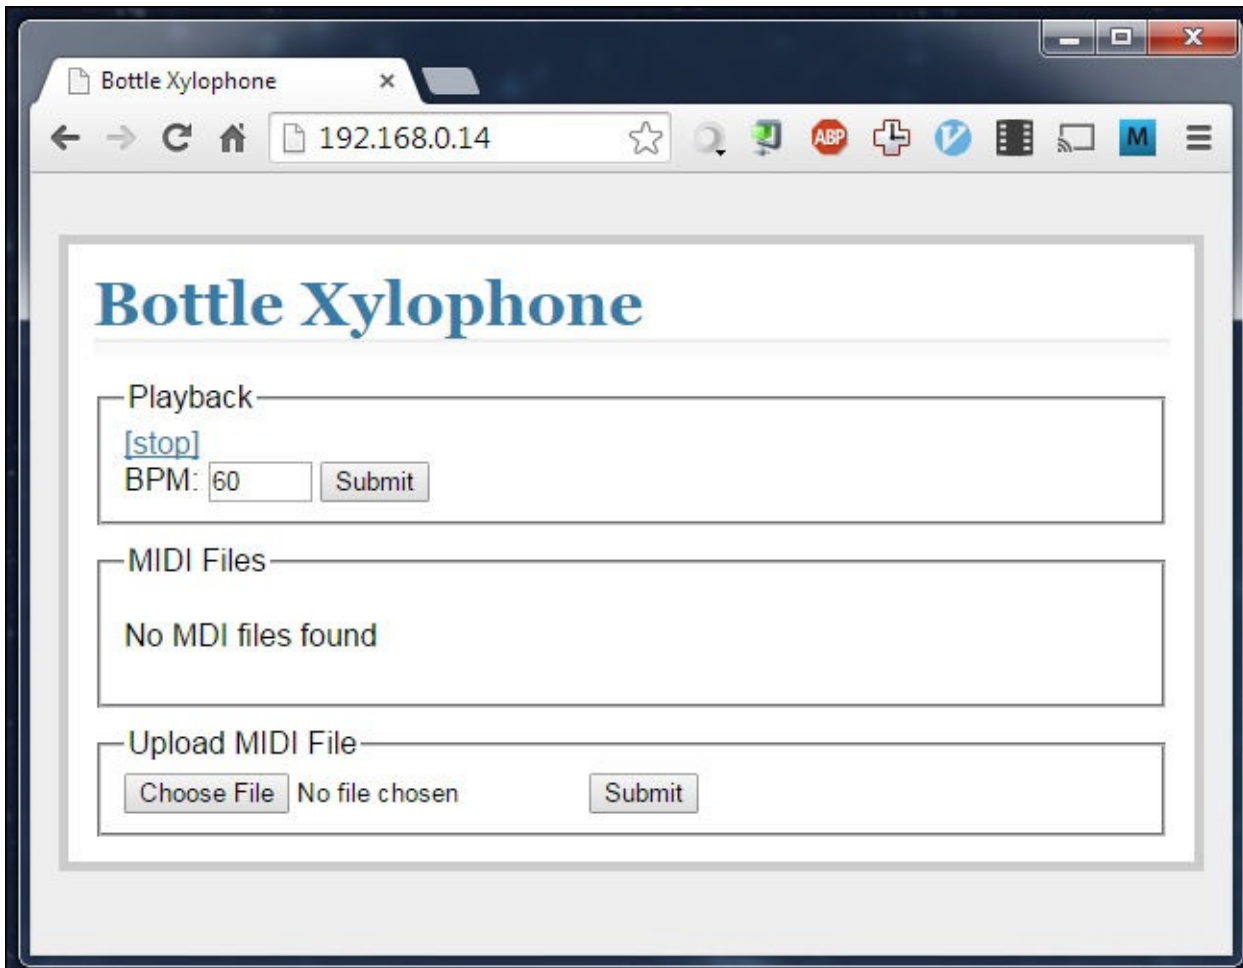 Bottle Xylophone
192.168.0.14
ABP
M
Bottle Xylophone
Playback
[stop]
BPM: 60 Submit
MIDI Files
No MDI files found
Upload MIDI File
Choose File No file chosen Submit